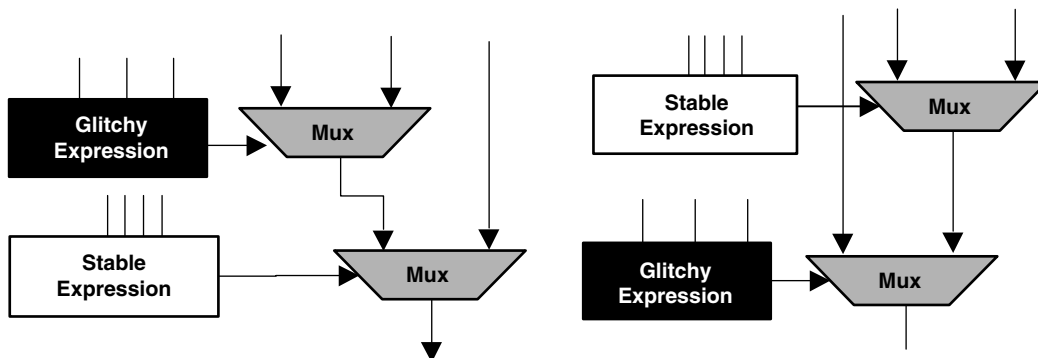 Glitchy
Expression
Mux
Stable
Expression
Mux
Stable
Expression
Mux
Glitchy
Expression
Mux